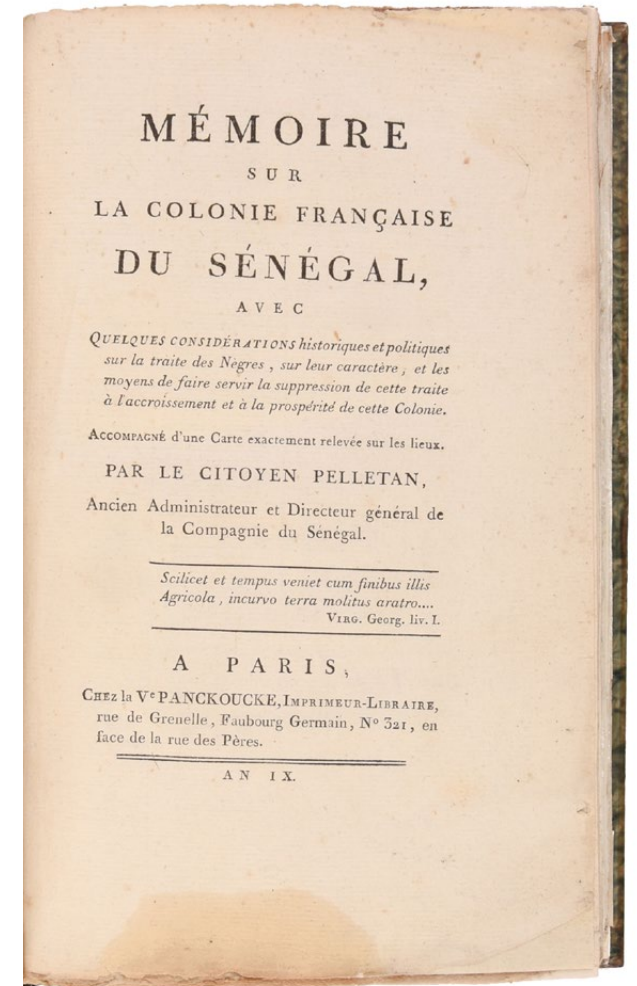 MÉMOIRE
SUR
LA COLONIE FRANÇAISE
DU SÉNÉGAL,
AVEC
QUELQUES CONSIDÉRATIONS historiques et politiques
sur la traite des Nègres, sur leur caractère, et les
moyens de faire servir la suppression de cette traite
à l'accroissement et à la prospérité de cette Colonie.
ACCOMPAGNÉ d'une Carte exactement relevée sur les lieux.
PAR LE CITOYEN PELLETAN,
Ancien Administrateur et Directeur général de
la Compagnie du Sénégal.
Scilicet et tempus veniet cum finibus illis
Agricola, incurvo terra molitus aratro....
VIRG. Georg. liv. I.
A PARIS,
CHEZ la Ve PANCKOUCKE, IMPRIMEUR-LIBRAIRE,
rue de Grenelle, Faubourg Germain, No 321, en
face de la rue des Pères.
AN IX.